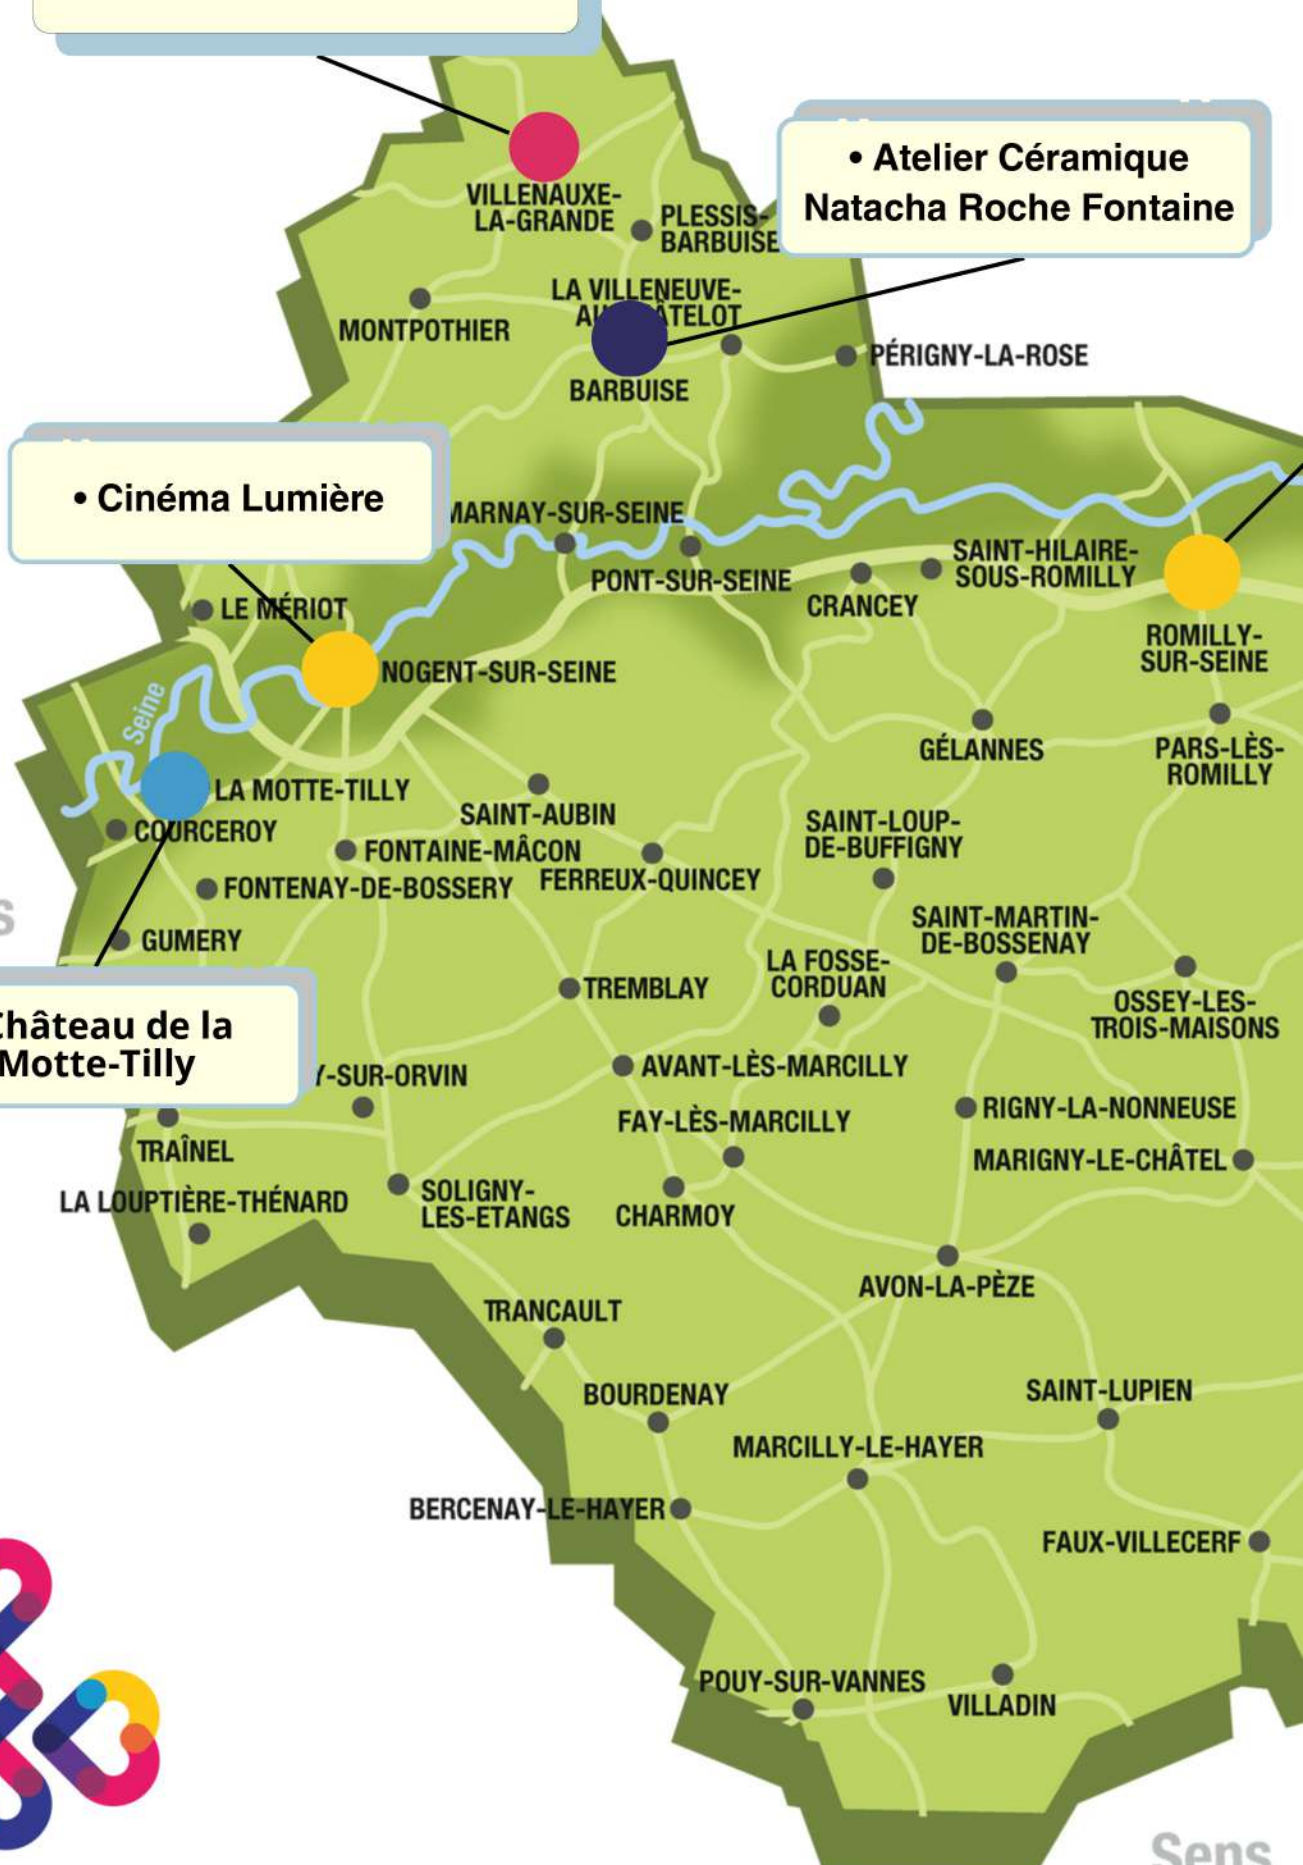 VILLENAUXE-
LA-GRANDE
• Atelier Céramique
Natacha Roche Fontaine
PLESSIS-
BARBUISE
LA VILLENEUVE-
MONTPOTHIER
PÉRIGNY-LA-ROSE
BARBUISE
• Cinéma Lumière
MARNAY-SUR-SEINE
SAINT-HILAIRE-
SOUS-ROMILLY
PONT-SUR-SEINE
CRANCEY
LE MÉRIOT
ROMILLY-
SUR-SEINE
NOGENT-SUR-SEINE
Seine
GÉLANNES
PARS-LÈS-
ROMILLY
LA MOTTE-TILLY
SAINT-AUBIN
COURCEROY
SAINT-LOUP-
DE-BUFFIGNY
FONTAINE-MÂCON
FERREUX-QUINCEY
FONTENAY-DE-BOSSERY
SAINT-MARTIN-
DE-BOSSENAY
GUMERY
LA FOSSE-
CORDUAN
TREMBLAY
OSSEY-LES-
TROIS-MAISONS
Château de la
Motte-Tilly
Y-SUR-ORVIN
AVANT-LÈS-MARCILLY
RIGNY-LA-NONNEUSE
FAY-LÈS-MARCILLY
TRAÎNEL
MARIGNY-LE-CHÂTEL
LA LOUPTIÈRE-THÉNARD
SOLIGNY-
LES-ETANGS
CHARMOY
AVON-LA-PÈZE
TRANCAULT
BOURDENAY
SAINT-LUPIEN
MARCILLY-LE-HAYER
BERCENAY-LE-HAYER
FAUX-VILLECERF
POUY-SUR-VANNES
VILLADIN
Sens